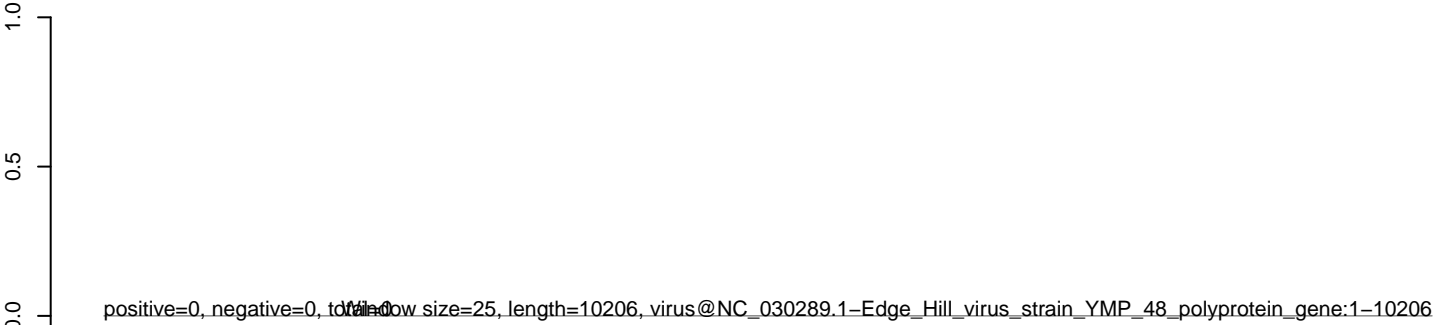 1.0
0.5
0.0
positive=0, negative=0, total=0
Window size=25, length=10206, virus@NC_030289.1−Edge_Hill_virus_strain_YMP_48_polyprotein_gene:1−10206